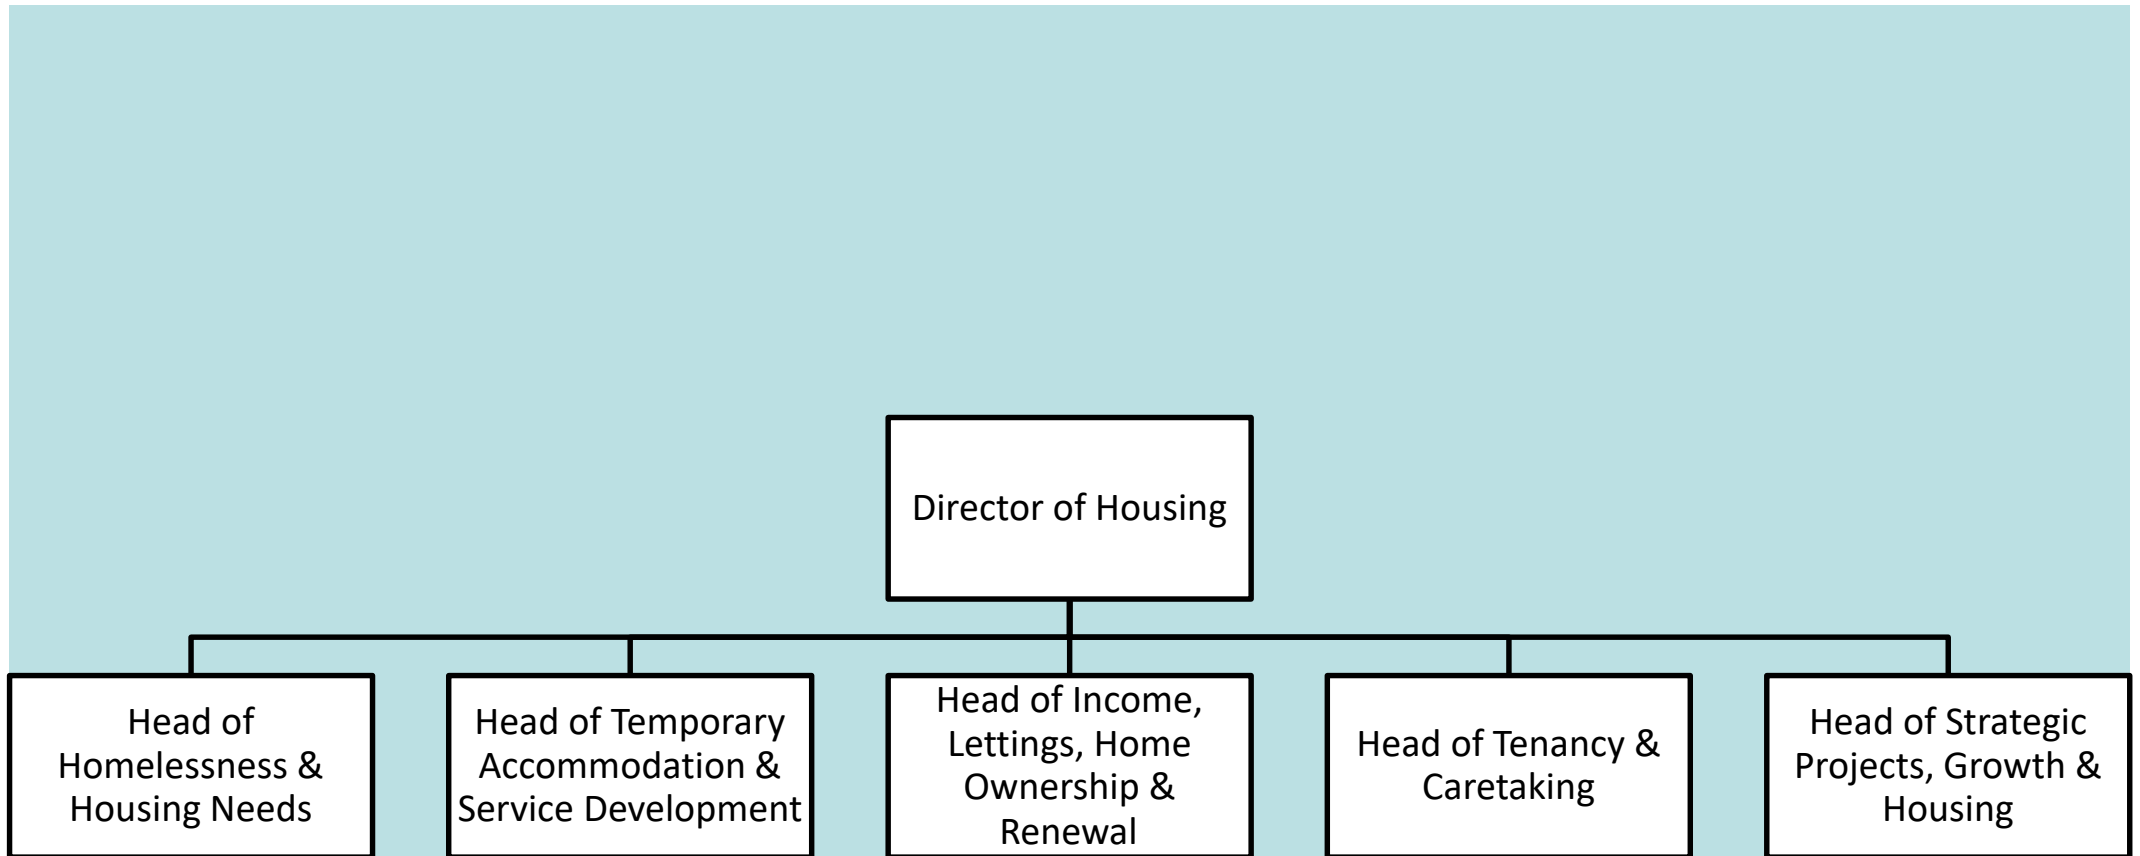 Director of Housing
Head of
Homelessness &
Housing Needs
Head of Temporary
Accommodation &
Service Development
Head of Income,
Lettings, Home
Ownership &
Renewal
Head of Tenancy &
Caretaking
Head of Strategic
Projects, Growth &
Housing